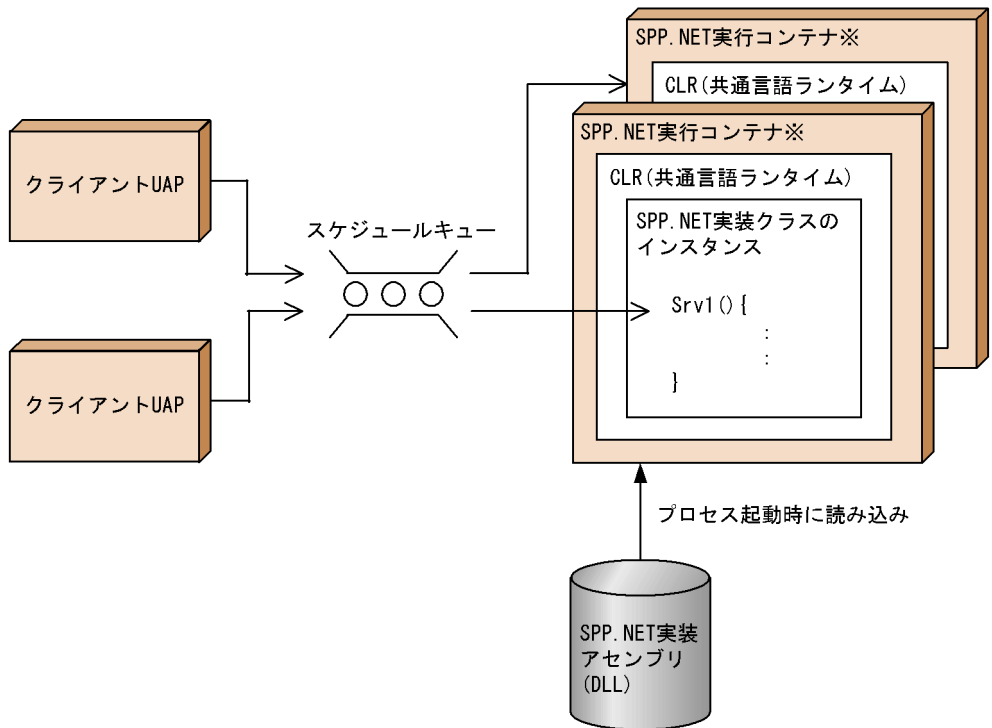 SPP.NET実行コンテナ※
CLR(共通言語ランタイム)
SPP.NET実行コンテナ※
CLR(共通言語ランタイム)
SPP.NET実装クラスの
インスタンス
Srv1(){
:
:
}
クライアントUAP
スケジュールキュー
クライアントUAP
プロセス起動時に読み込み
SPP.NET実装
アセンブリ
(DLL)